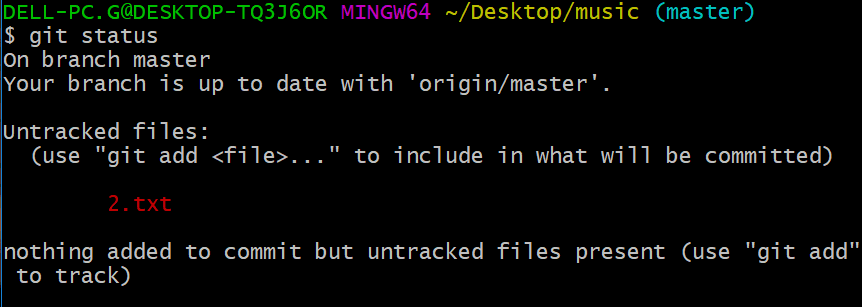 DELL-PC.G@DESKTOP-TQ3J6OR MINGW64 ~/Desktop/music (master)
$ git status
On branch master
Your branch is up to date with 'origin/master'.
Untracked files:
  (use "git add <file>..." to include in what will be committed)
        2.txt
nothing added to commit but untracked files present (use "git add"
 to track)